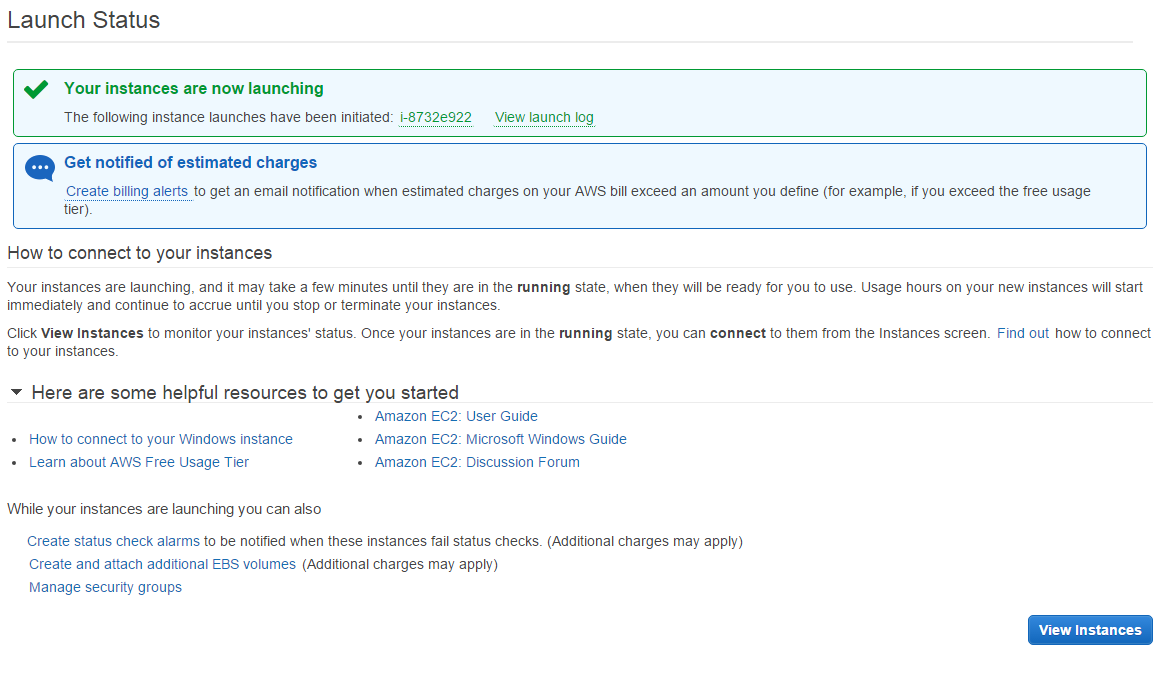 Launch Status
Your instances are now launching
The following instance launches have been initiated: i-8732e922 View launch log
Get notified of estimated charges
Create billing alerts to get an email notification when estimated charges on your AWS bill exceed an amount you define (for example, if you exceed the free usage
tier).
How to connect to your instances
Your instances are launching, and it may take a few minutes until they are in the running state, when they will be ready for you to use. Usage hours on your new instances will start
immediately and continue to accrue until you stop or terminate your instances.
Click View Instances to monitor your instances' status. Once your instances are in the running state, you can connect to them from the Instances screen. Find out how to connect
to your instances.
Here are some helpful resources to get you started
How to connect to your Windows instance
Learn about AWS Free Usage Tier
Amazon EC2: User Guide
Amazon EC2: Microsoft Windows Guide
Amazon EC2: Discussion Forum
While your instances are launching you can also
Create status check alarms to be notified when these instances fail status checks. (Additional charges may apply)
Create and attach additional EBS volumes (Additional charges may apply)
Manage security groups
View Instances